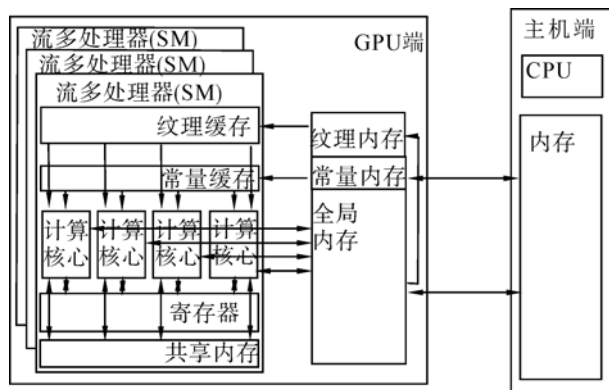 流多处理器(SM)
流多处理器(SM)
流多处理器(SM)
纹理缓存
常量缓存
计算
核心
计算
核心
计算
核心
计算
核心
寄存器
共享内存
GPU端
纹理内存
常量内存
全局
内存
主机端
CPU
内存